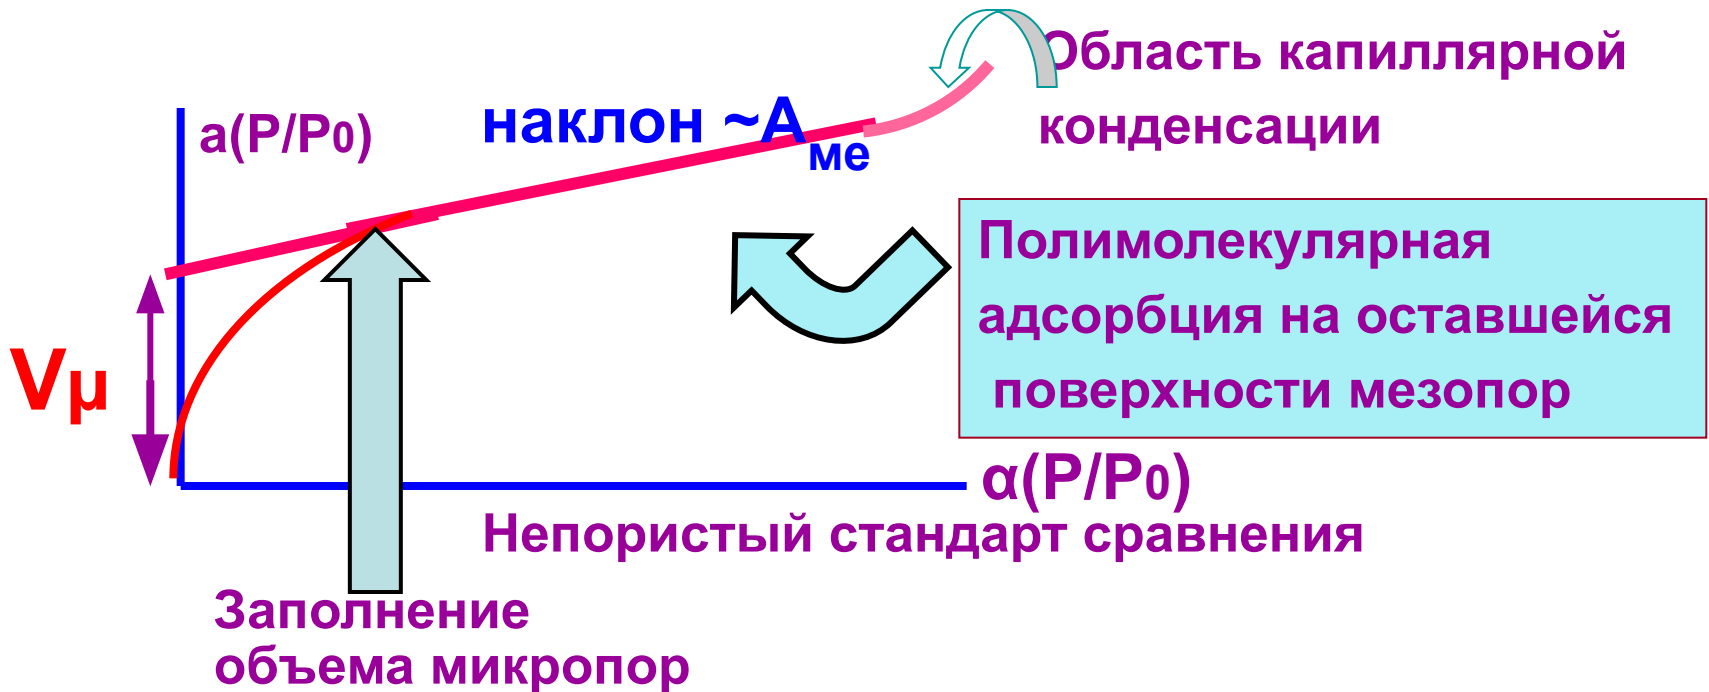 Область капиллярной
конденсации
a(P/P0)
наклон ~Aме
Полимолекулярная
адсорбция на оставшейся
поверхности мезопор
Vμ
α(P/P0)
Непористый стандарт сравнения
Заполнение
объема микропор